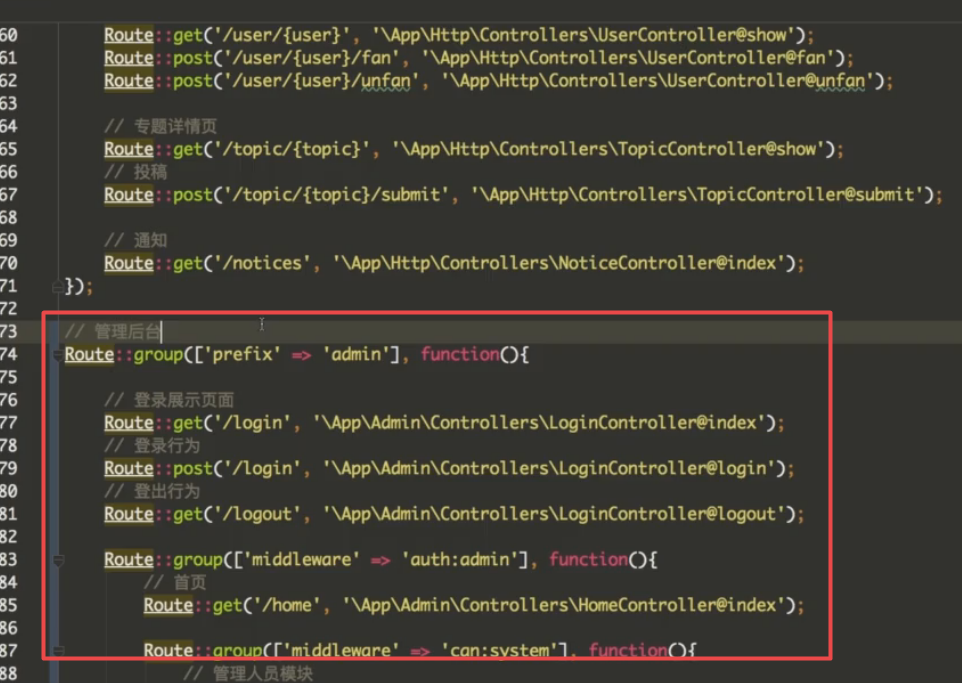 60 Route::get('/user/{user}', '\App\Http\Controllers\UserController@show');
61 Route::post('/user/{user}/fan', '\App\Http\Controllers\UserController@fan');
62 Route::post('/user/{user}/unfan', '\App\Http\Controllers\UserController@unfan');
63
64 // 专题详情页
65 Route::get('/topic/{topic}', '\App\Http\Controllers\TopicController@show');
66 // 投稿
67 Route::post('/topic/{topic}/submit', '\App\Http\Controllers\TopicController@submit');
68
69 // 通知
70 Route::get('/notices', '\App\Http\Controllers\NoticeController@index');
71 });
72
73 // 管理后台
74 Route::group(['prefix' => 'admin'], function(){
75
76 // 登录展示页面
77 Route::get('/login', '\App\Admin\Controllers\LoginController@index');
78 // 登录行为
79 Route::post('/login', '\App\Admin\Controllers\LoginController@login');
80 // 登出行为
81 Route::get('/logout', '\App\Admin\Controllers\LoginController@logout');
82
83 Route::group(['middleware' => 'auth:admin'], function(){
84 // 首页
85 Route::get('/home', '\App\Admin\Controllers\HomeController@index');
86
87 Route::group(['middleware' => 'can:system'], function(){
88 // 管理人员模块